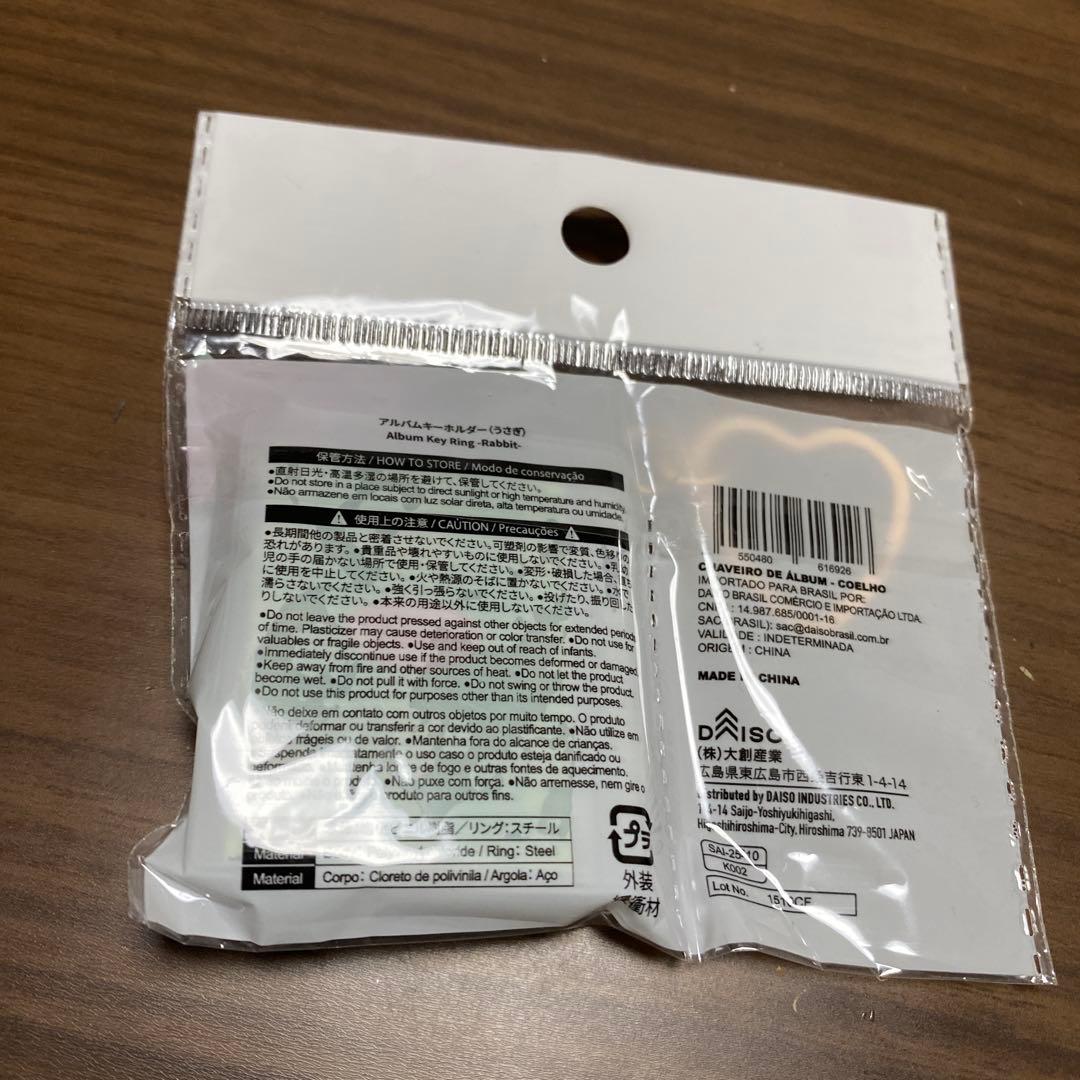 アルバムキーホルダー(うさぎ)
Album Key Ring -Rabbit-
保管方法 / HOW TO STORE / Modo de conservação
●直射日光・高温多湿の場所を避けて、保管してください。
●Do not store in a place subject to direct sunlight or high temperature and humidity.
●Não armazene em locais com luz solar direta, alta temperatura ou umidade.
使用上の注意 / CAUTION / Precauções
●長期間他の製品と密着させないでください。可塑剤の影響で変質、色移
恐れがあります。●貴重品や壊れやすいものに使用しないでください。
児の手の届かない場所で使用・保管してください。●変形・破損した場合、
に使用を中止してください。●火や熱源のそばに置かないでください。●水で
濡らさないでください。●強く引っ張らないでください。●投げたり、振り回した
りしないでください。●本来の用途以外に使用しないでください。
●Do not leave the product pressed against other objects for extended periods
of time. Plasticizer may cause deterioration or color transfer. ●Do not use for
valuables or fragile objects. ●Use and keep out of reach of infants.
●Immediately discontinue use if the product becomes deformed or damaged.
●Keep away from fire and other sources of heat. ●Do not let the product
become wet. ●Do not pull it with force. ●Do not swing or throw the product.
●Do not use this product for purposes other than its intended purposes.
deixe em contato com outros objetos por muito tempo. O produto
deformar ou transferir a cor devido ao plastificante. ●Não utilize em
frágeis ou de valor. ●Mantenha fora do alcance de crianças.
o uso caso o produto esteja danificado ou
longe de fogo e outras fontes de aquecimento.
●Não puxe com força. ●Não arremesse, nem gire o
produto para outros fins.
/リング:スチール
Material / Ring: Steel
Material Corpo: Cloreto de polivinila / Argola: Aço
プラ
外装
550480 616926
DE ÁLBUM - COELHO
IMPORTADO PARA BRASIL POR:
BRASIL COMÉRCIO E IMPORTAÇÃO LTDA.
14.987.685/0001-16
sac@daisobrasil.com.br
INDETERMINADA
CHINA
MADE CHINA
DAISO
(株)大創産業
広島県東広島市西 吉行東1-4-14
Distributed by DAISO INDUSTRIES CO., LTD.
1-4-14 Saijo-Yoshiyukihigashi,
Higashihiroshima-City, Hiroshima 739-8501 JAPAN
K002
Lot No.